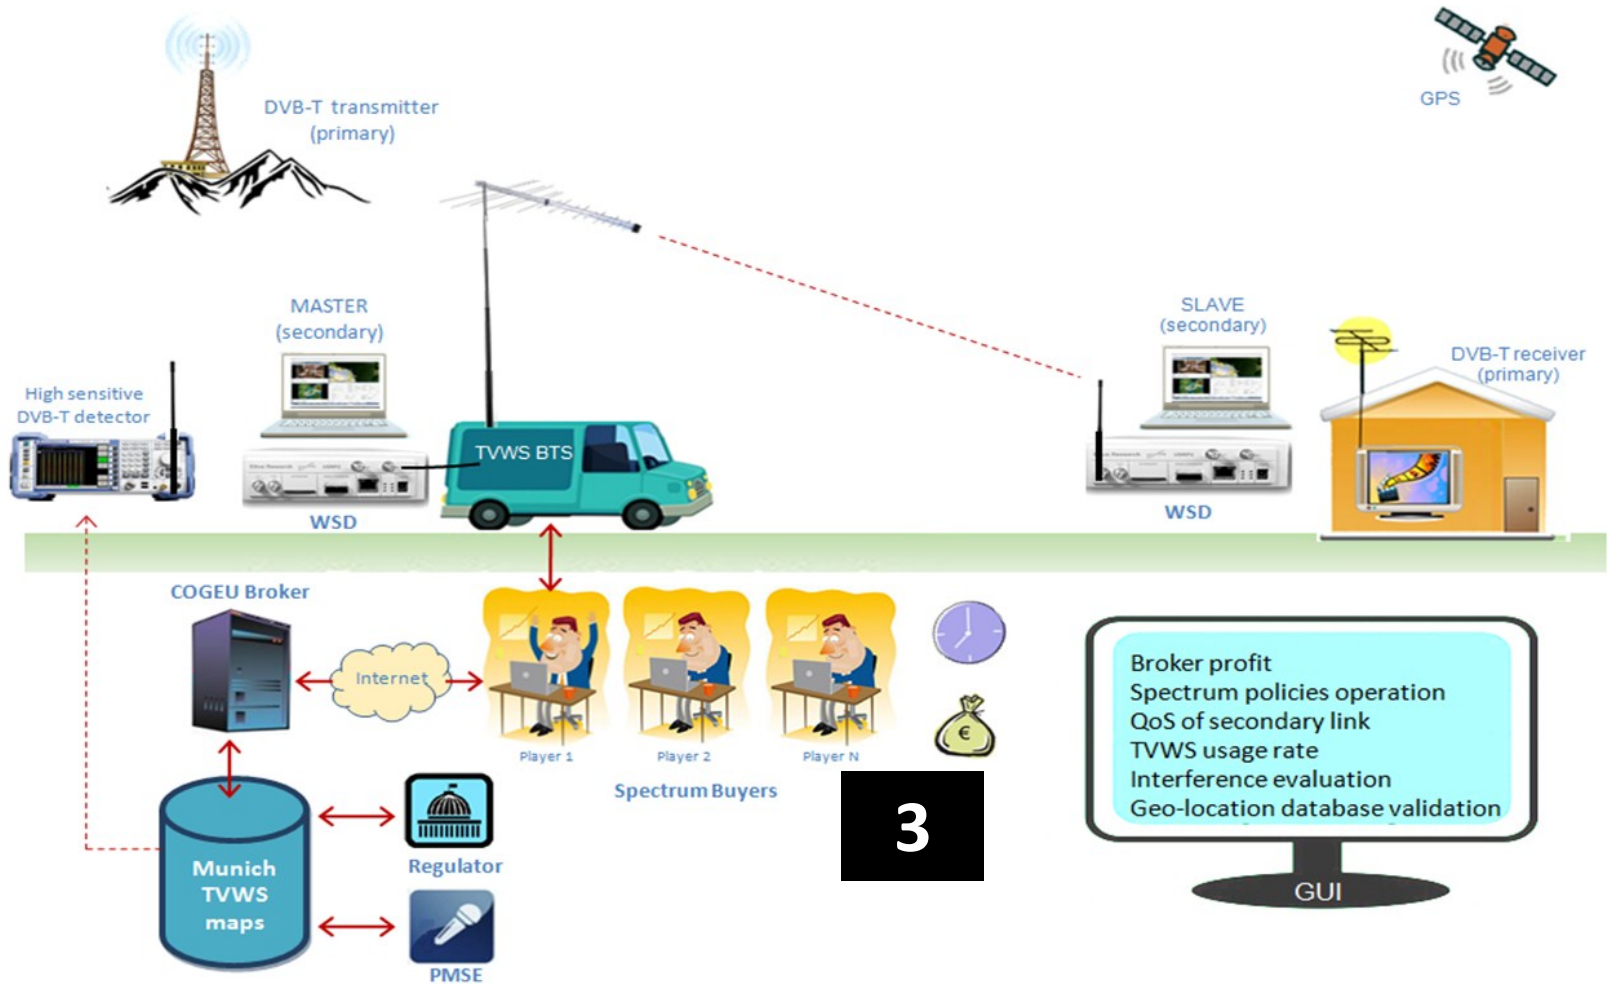 DVB-T transmitter
(primary)
GPS
MASTER
(secondary)
SLAVE
(secondary)
DVB-T receiver
(primary)
High sensitive
DVB-T detector
TVWS BTS
WSD
WSD
COGEU Broker
Internet
Player 1
Player 2
Player N
Spectrum Buyers
€
3
Munich
TVWS
maps
Regulator
PMSE
Broker profit
Spectrum policies operation
QoS of secondary link
TVWS usage rate
Interference evaluation
Geo-location database validation
GUI